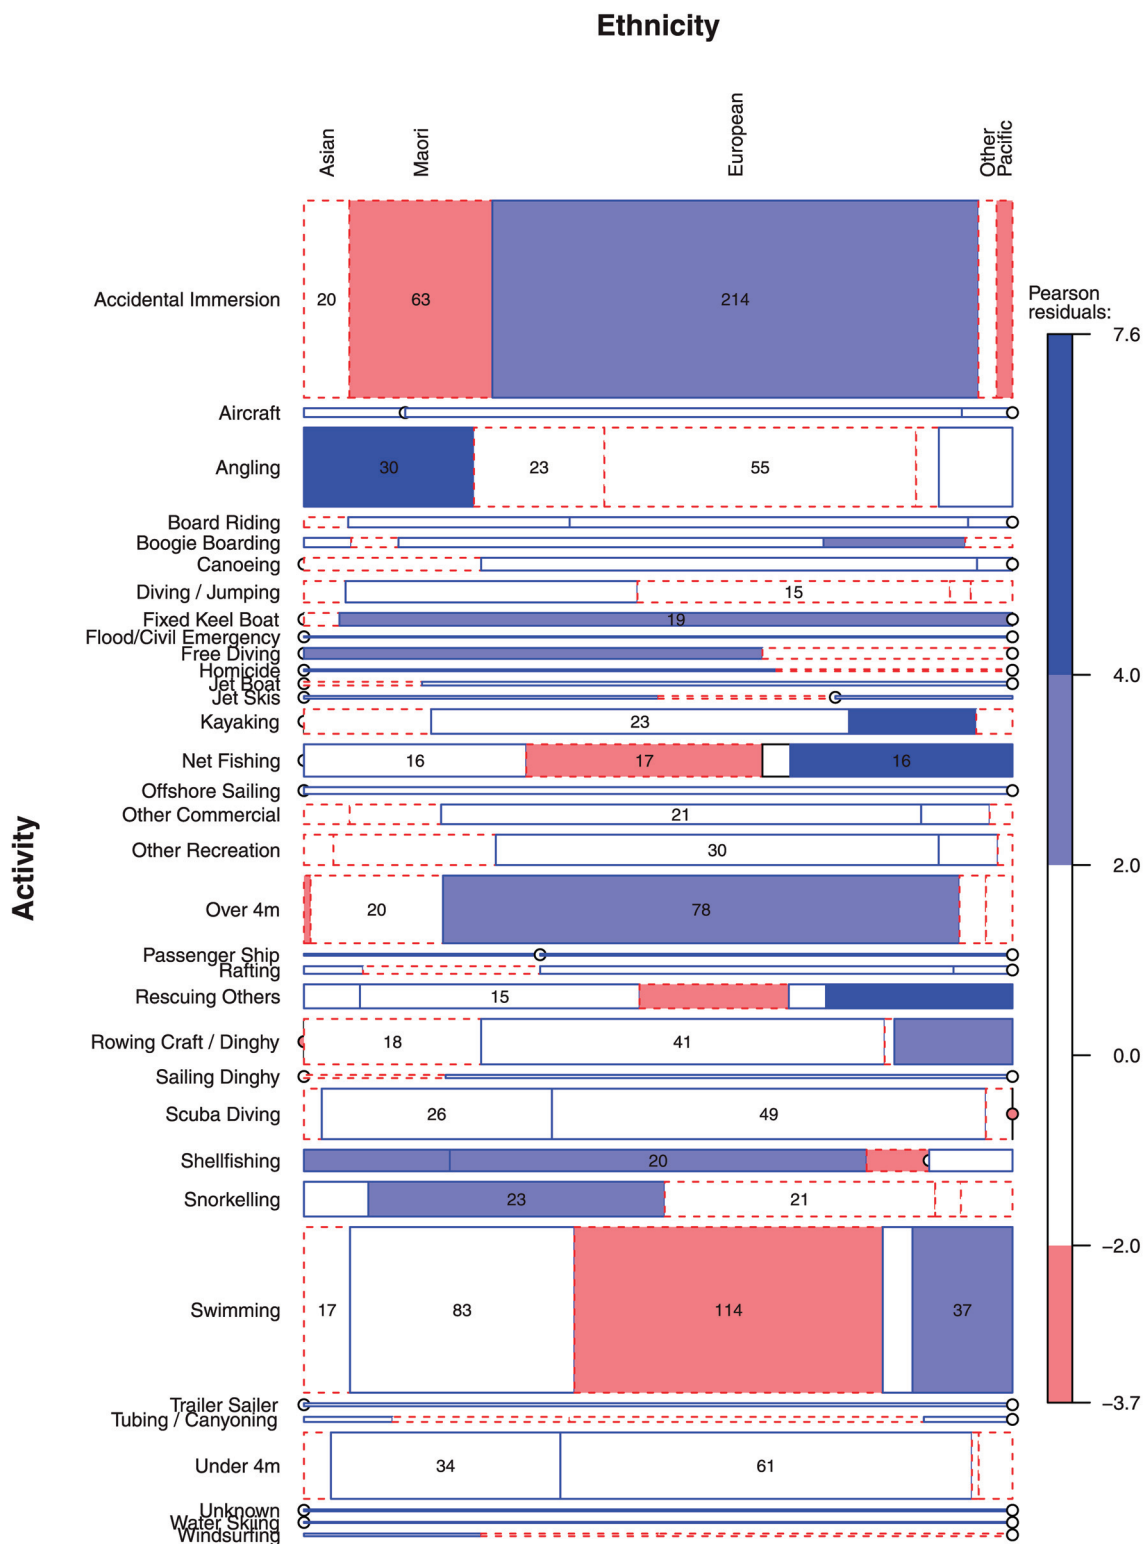 Ethnicity
Asian
Maori
European
Other
Pacific
Accidental Immersion 20 63 214
Pearson
residuals:
7.6
Aircraft
Angling 30 23 55
Board Riding
Boogie Boarding
Canoeing
Diving / Jumping 15
Fixed Keel Boat 19
Flood/Civil Emergency
Free Diving
Homicide
Jet Boat
4.0
Jet Skis
Kayaking 23
Net Fishing 16 17 16
Offshore Sailing
Other Commercial 21
Other Recreation 30
2.0
Activity
Over 4m 20 78
Passenger Ship
Rafting
Rescuing Others 15
Rowing Craft / Dinghy 18 41
0.0
Sailing Dinghy
Scuba Diving 26 49
Shellfishing 20
Snorkelling 23 21
−2.0
Swimming 17 83 114 37
−3.7
Trailer Sailer
Tubing / Canyoning
Under 4m 34 61
Unknown
Water Skiing
Windsurfing